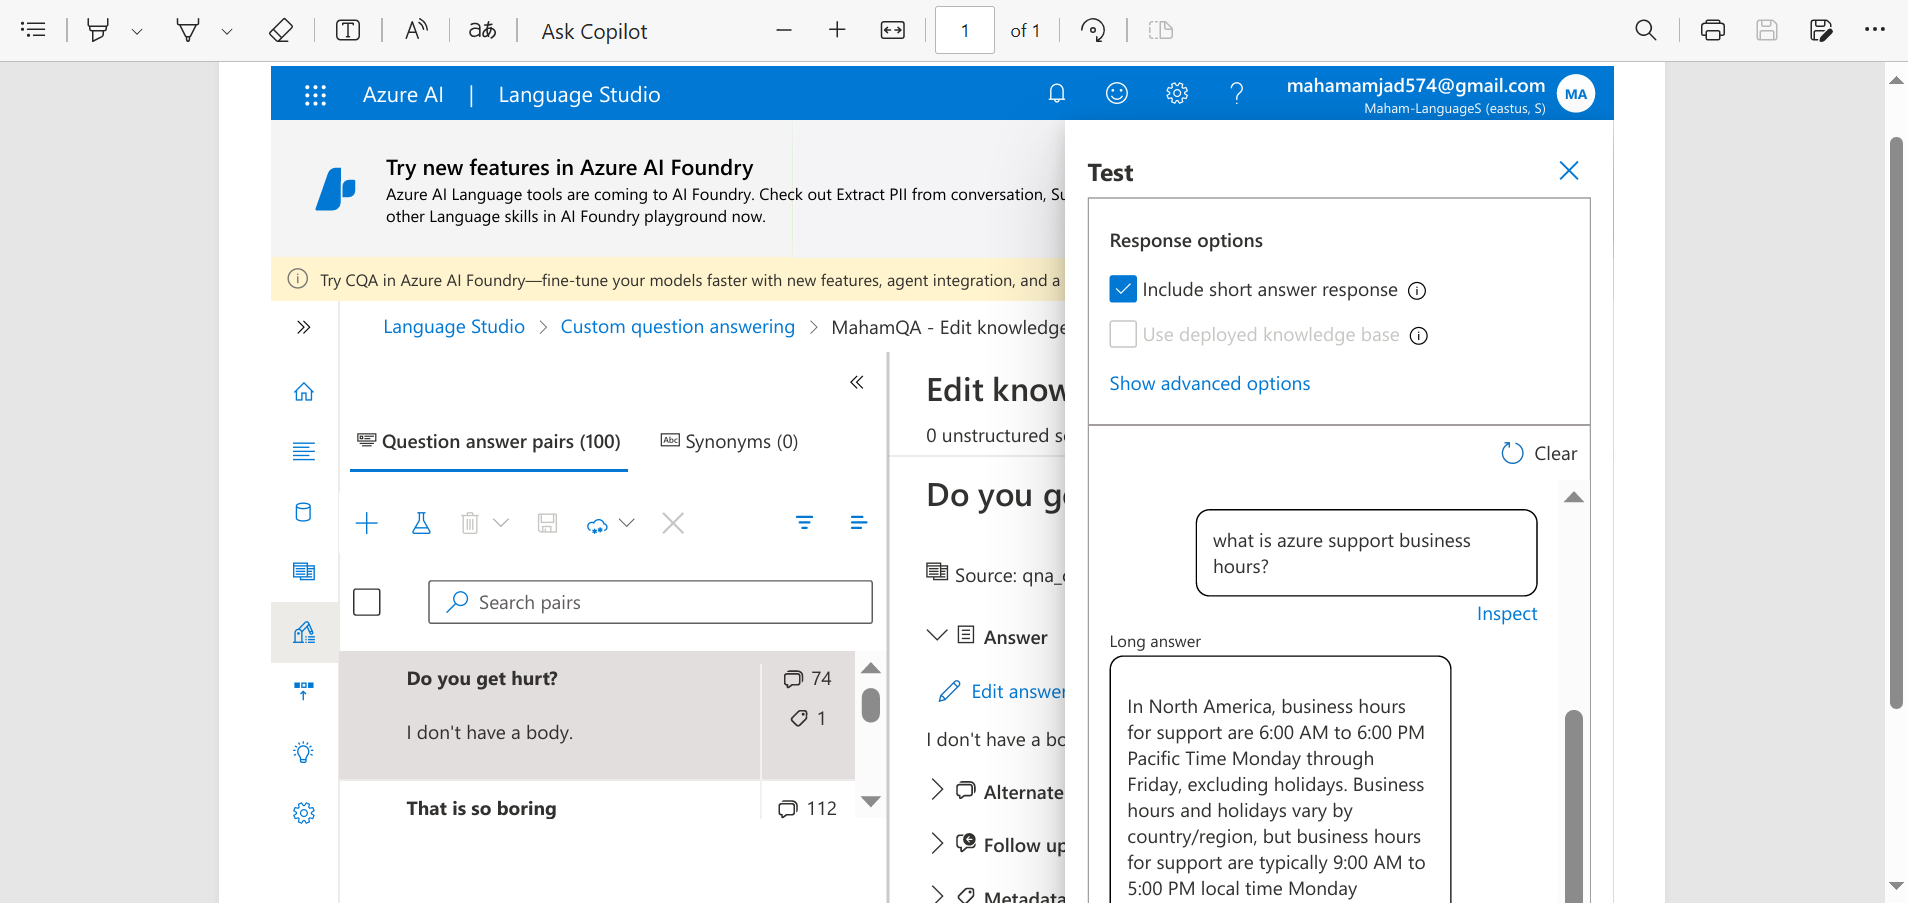 Ask Copilot
1
of 1
Azure AI | Language Studio
mahamamjad574@gmail.com
Maham-LanguageS (eastus, S)
MA
Try new features in Azure AI Foundry
Azure AI Language tools are coming to AI Foundry. Check out Extract PII from conversation, Su
other Language skills in AI Foundry playground now.
Try CQA in Azure AI Foundry—fine-tune your models faster with new features, agent integration, and a
Language Studio > Custom question answering > MahamQA - Edit knowledge
Question answer pairs (100)
Synonyms (0)
Search pairs
Do you get hurt?
74
1
I don't have a body.
That is so boring
112
Edit know
0 unstructured s
Do you g
Source: qna_
Answer
Edit answer
I don't have a bo
Alternate
Follow up
Metadata
Test
Response options
Include short answer response
Use deployed knowledge base
Show advanced options
Clear
what is azure support business
hours?
Inspect
Long answer
In North America, business hours
for support are 6:00 AM to 6:00 PM
Pacific Time Monday through
Friday, excluding holidays. Business
hours and holidays vary by
country/region, but business hours
for support are typically 9:00 AM to
5:00 PM local time Monday